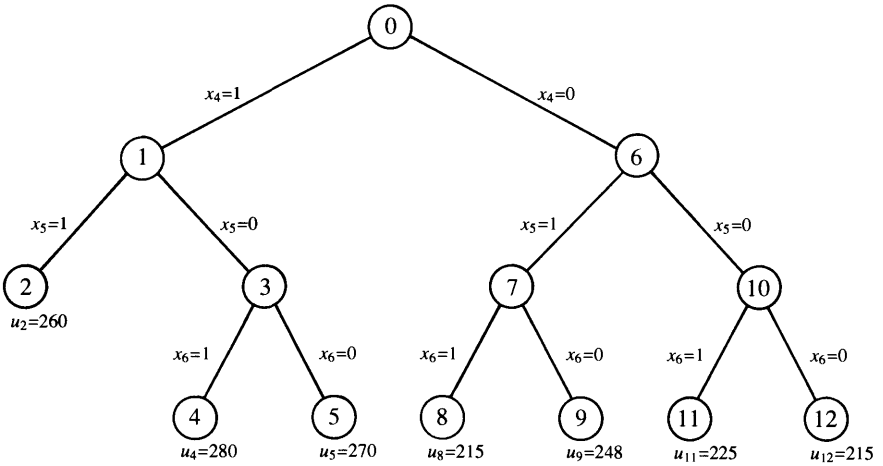 0
x₄=1
x₄=0
1
6
x₅=1
x₅=0
x₅=1
x₅=0
2
3
7
10
u₂=260
x₆=1
x₆=0
x₆=1
x₆=0
x₆=1
x₆=0
4
5
8
9
11
12
u₄=280
u₅=270
u₈=215
u₉=248
u₁₁=225
u₁₂=215